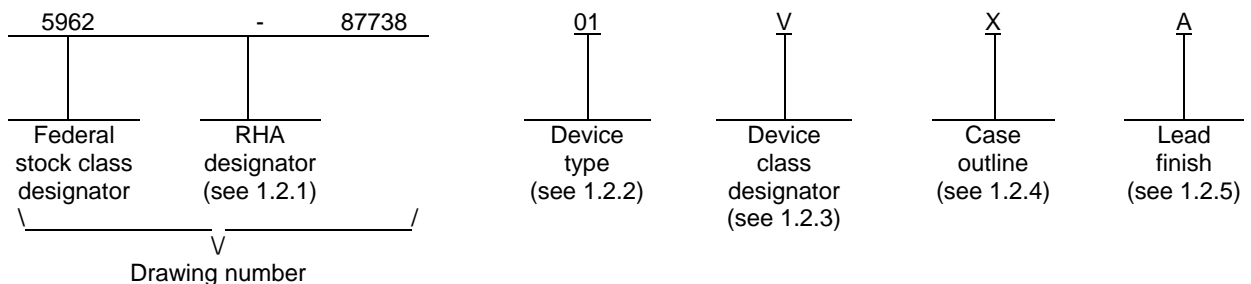 5962 - 87738 01 V X A
Federal stock class designator
RHA designator (see 1.2.1)
Device type (see 1.2.2)
Device class designator (see 1.2.3)
Case outline (see 1.2.4)
Lead finish (see 1.2.5)
\ / 
\/
Drawing number